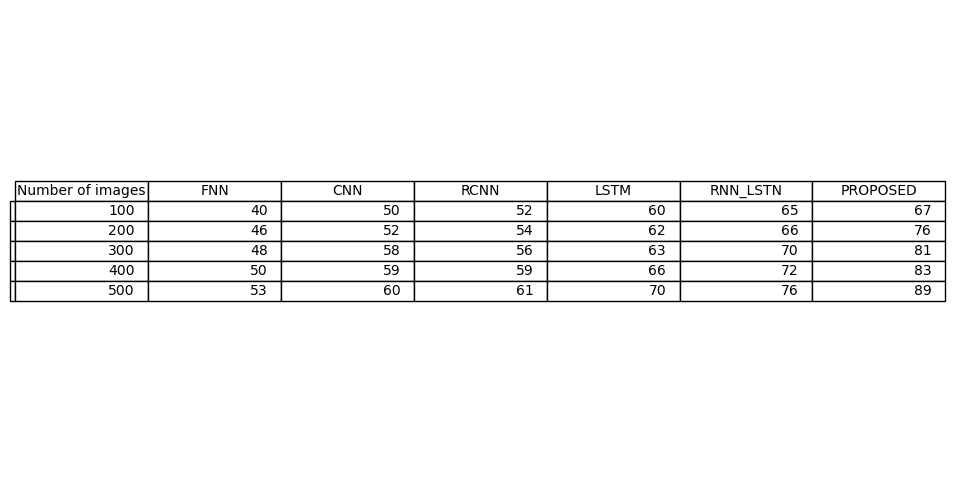 Number of images FNN CNN RCNN LSTM RNN_LSTN PROPOSED
100 40 50 52 60 65 67
200 46 52 54 62 66 76
300 48 58 56 63 70 81
400 50 59 59 66 72 83
500 53 60 61 70 76 89